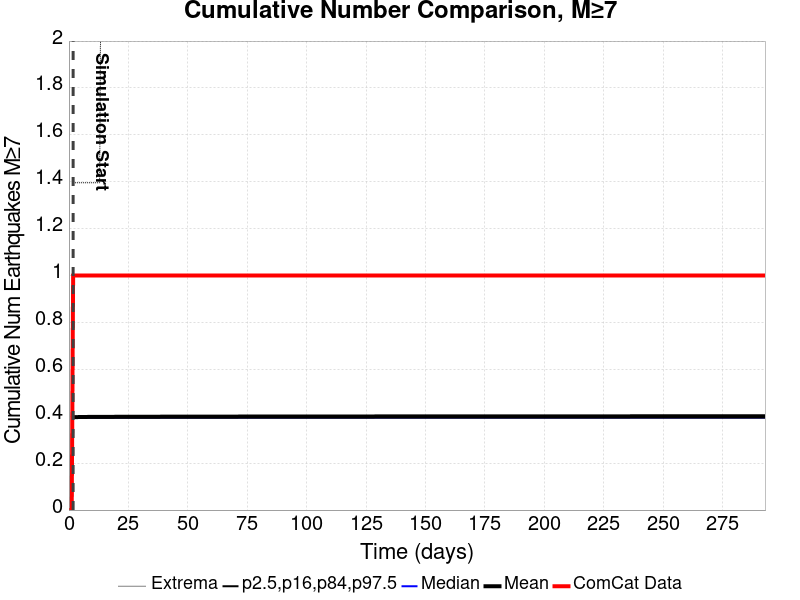 Cumulative Number Comparison, M≥7
Cumulative Num Earthquakes M≥7
2
1.8
1.6
1.4
1.2
1
0.8
0.6
0.4
0.2
0
Simulation Start
0 25 50 75 100 125 150 175 200 225 250 275
Time (days)
Extrema p2.5,p16,p84,p97.5 Median Mean ComCat Data